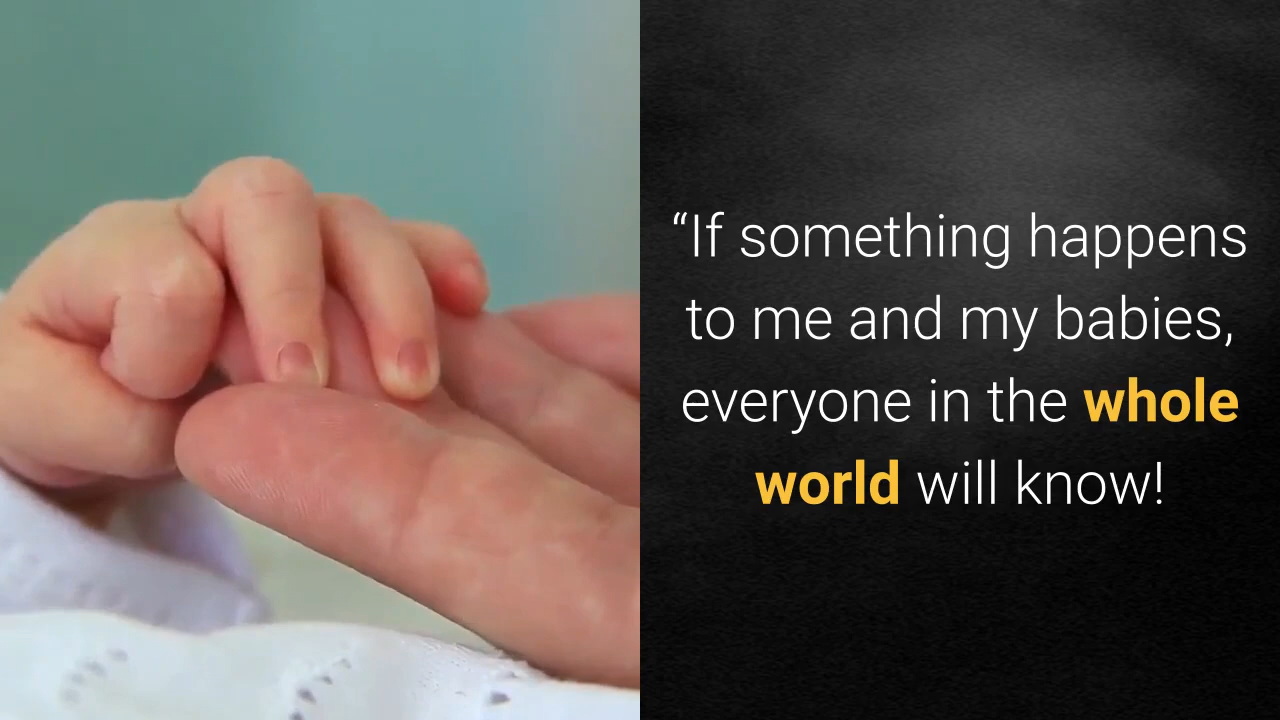 “If something happens
to me and my babies,
everyone in the whole
world will know!